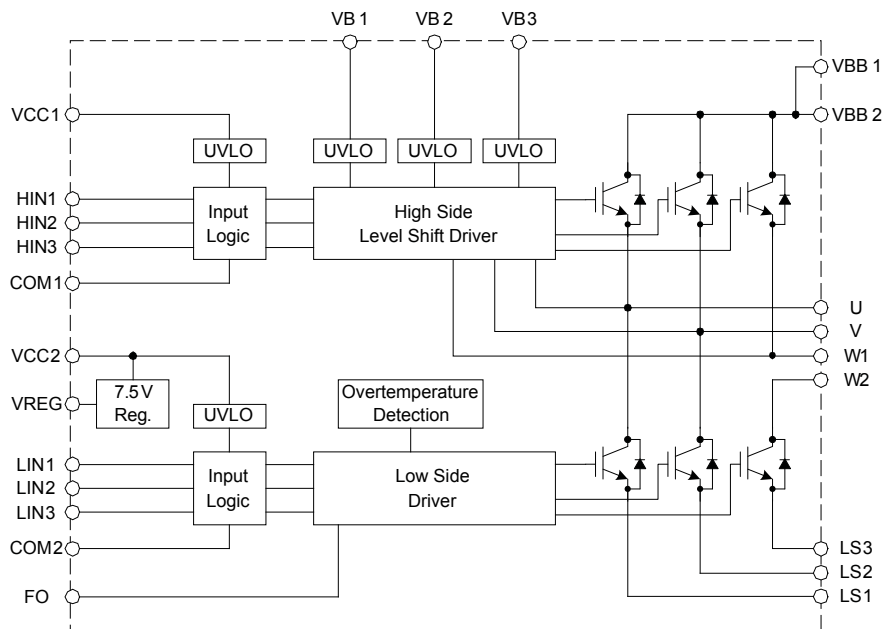 VB 1
VB 2
VB3
VBB 1
VCC1
VBB 2
UVLO
UVLO
UVLO
UVLO
HIN1
HIN2
HIN3
Input
Logic
High Side
Level Shift Driver
COM1
U
V
VCC2
W1
W2
VREG
7.5 V
Reg.
UVLO
Overtemperature
Detection
LIN1
LIN2
LIN3
Input
Logic
Low Side
Driver
COM2
LS3
LS2
FO
LS1